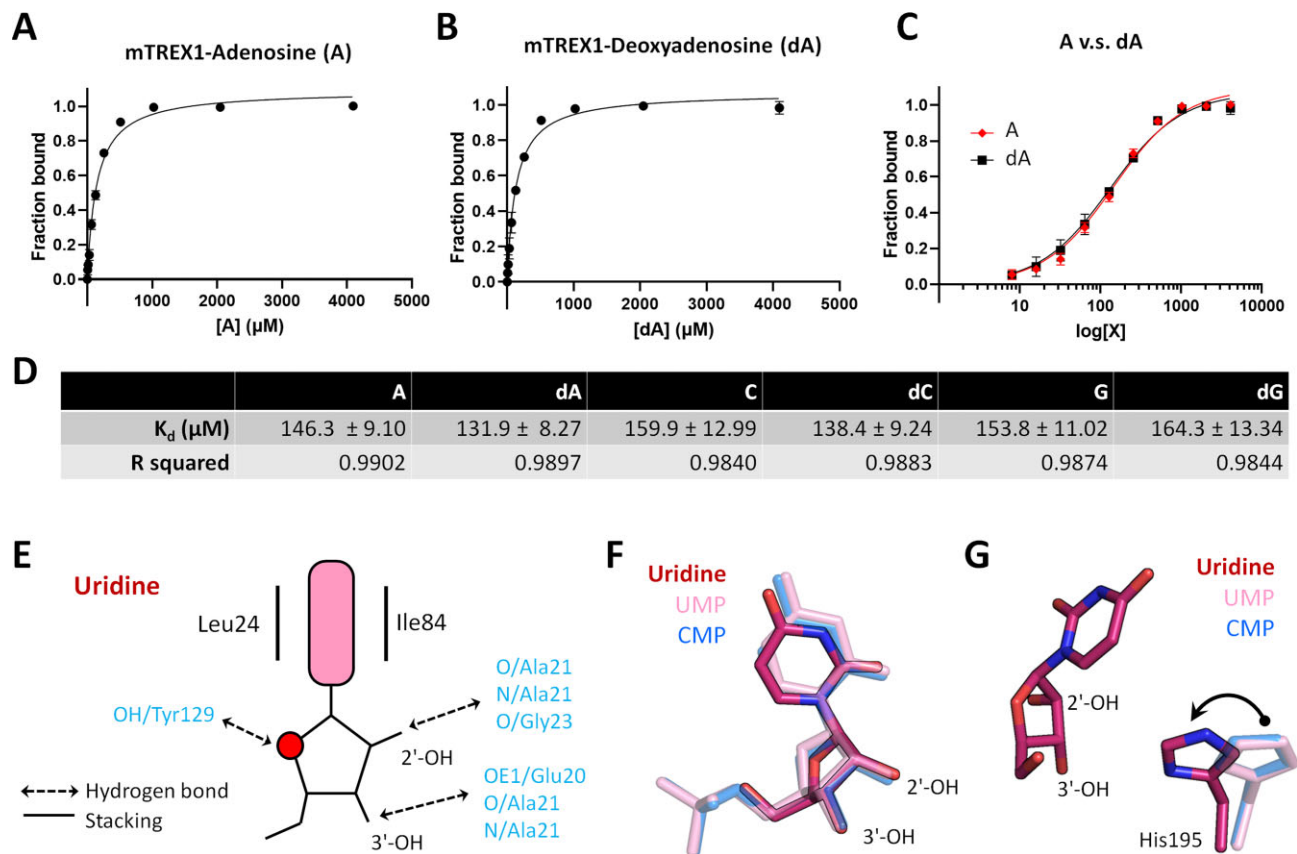 A
mTREX1-Adenosine (A)
Fraction bound
1.0
0.8
0.6
0.4
0.2
0.0
0 1000 2000 3000 4000 5000
[A] (µM)
B
mTREX1-Deoxyadenosine (dA)
Fraction bound
1.0
0.8
0.6
0.4
0.2
0.0
0 1000 2000 3000 4000 5000
[dA] (µM)
C
A v.s. dA
Fraction bound
1.0
0.8
0.6
0.4
0.2
0.0
A
dA
10 100 1000 10000
log[X]
D
A dA C dC G dG
Kd (µM) 146.3 ± 9.10 131.9 ± 8.27 159.9 ± 12.99 138.4 ± 9.24 153.8 ± 11.02 164.3 ± 13.34
R squared 0.9902 0.9897 0.9840 0.9883 0.9874 0.9844
E
Uridine
Leu24
Ile84
OH/Tyr129
O/Ala21
N/Ala21
O/Gly23
2'-OH
OE1/Glu20
O/Ala21
N/Ala21
3'-OH
Hydrogen bond
Stacking
F
Uridine
UMP
CMP
2'-OH
3'-OH
G
Uridine
UMP
CMP
2'-OH
3'-OH
His195